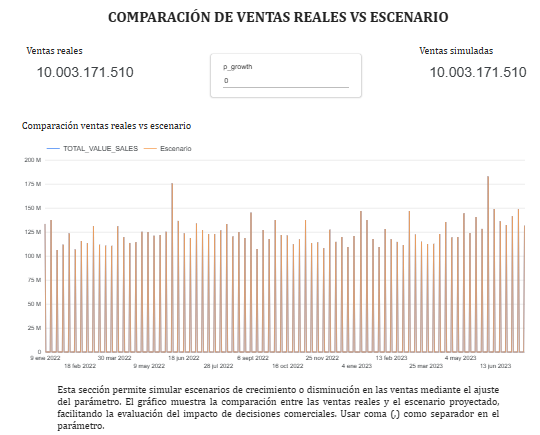 COMPARACIÓN DE VENTAS REALES VS ESCENARIO
Ventas reales
10.003.171.510
p_growth
0
Ventas simuladas
10.003.171.510
Comparación ventas reales vs escenario
TOTAL_VALUE_SALES
Escenario
200 M
175 M
150 M
125 M
100 M
75 M
50 M
25 M
0
9 ene 2022
18 feb 2022
30 mar 2022
9 may 2022
18 jun 2022
28 jul 2022
6 sept 2022
16 oct 2022
25 nov 2022
4 ene 2023
13 feb 2023
25 mar 2023
4 may 2023
13 jun 2023
Esta sección permite simular escenarios de crecimiento o disminución en las ventas mediante el ajuste
del parámetro. El gráfico muestra la comparación entre las ventas reales y el escenario proyectado,
facilitando la evaluación del impacto de decisiones comerciales. Usar coma (,) como separador en el
parámetro.